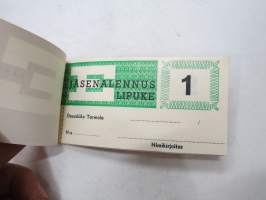 JÄSENALENNUS
LIPUKE
1
Osuusliike Tarmola
N:o
Nimikirjoitus